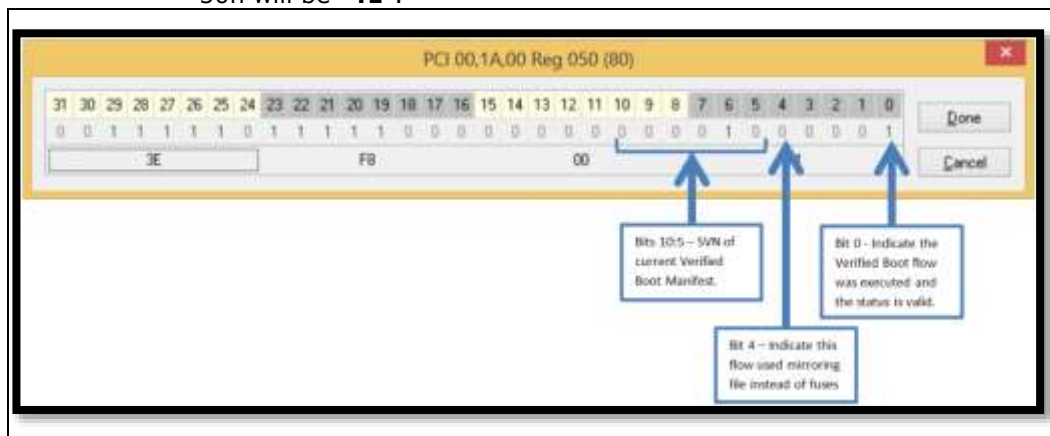 PCI 00,1A,00 Reg 050 (80)
31 30 29 28 27 26 25 24 23 22 21 20 19 18 17 16 15 14 13 12 11 10 9 8 7 6 5 4 3 2 1 0
0 0 1 1 1 1 1 0 1 1 1 1 1 0 0 0 0 0 0 0 0 0 0 0 0 1 0 0 0 0 0 1
3E F8 00
Done
Cancel
Bits 10:5 – SVN of
current Verified
Boot Manifest.
Bit 0 - Indicate the
Verified Boot flow
was executed and
the status is valid.
Bit 4 – Indicate this
flow used mirroring
file instead of fuses